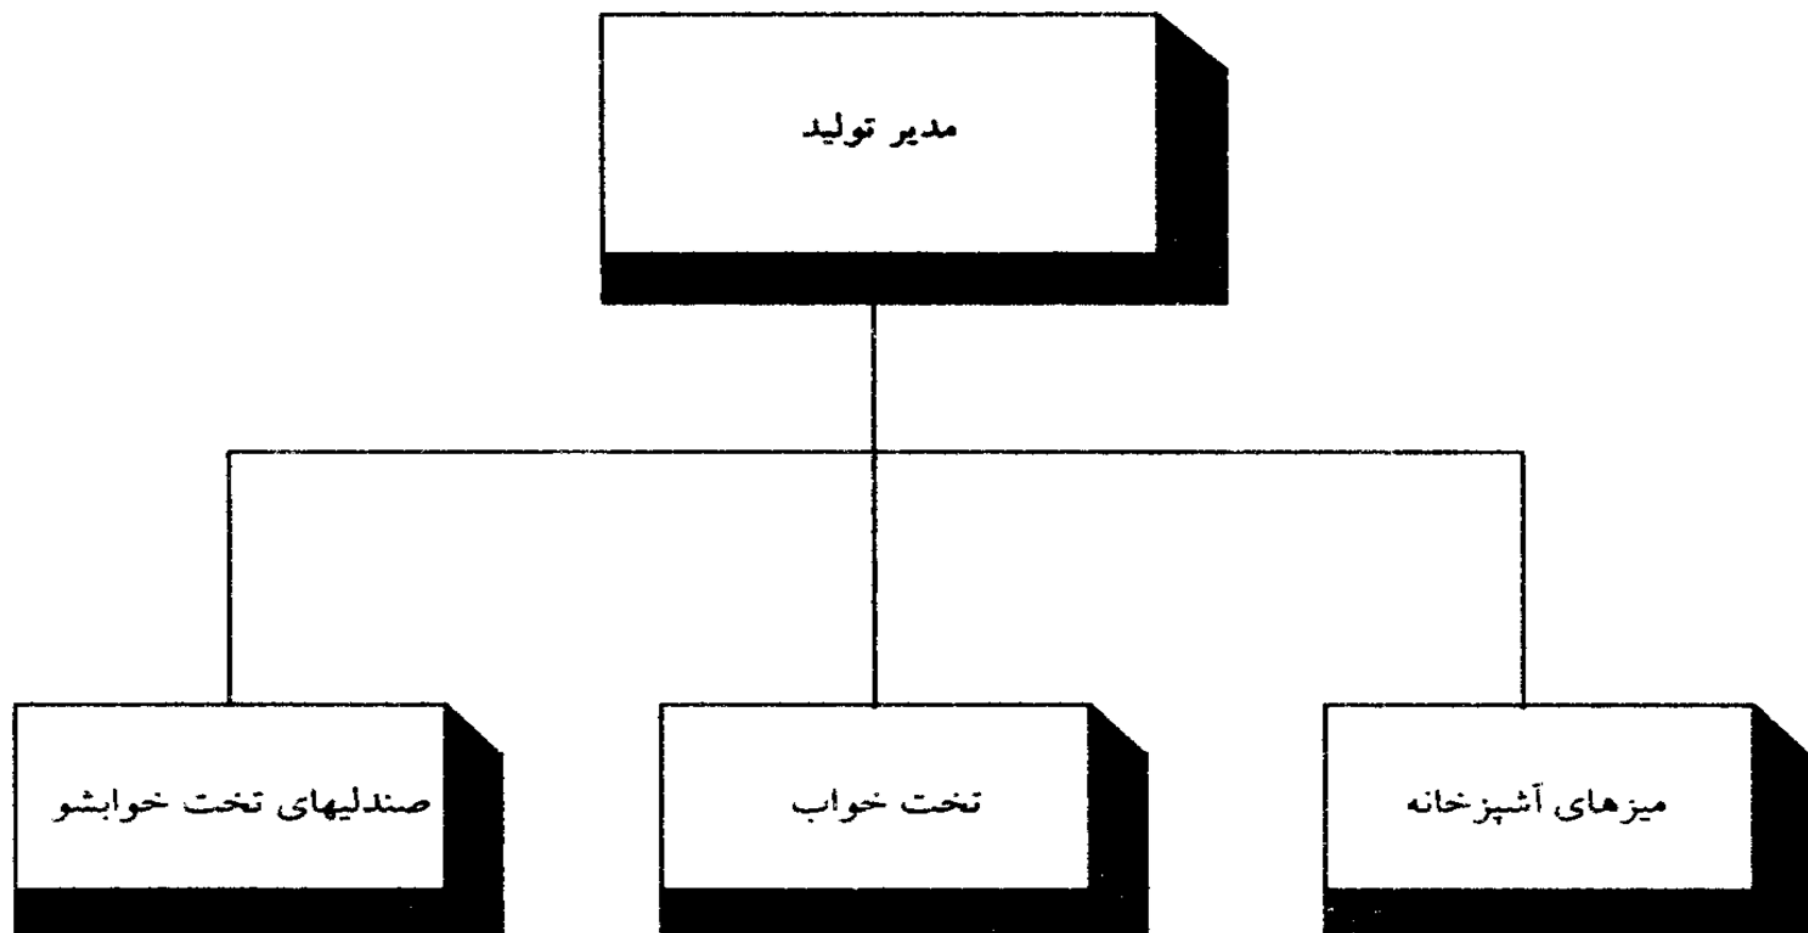 مدیر تولید
میزهای آشپزخانه
تخت خواب
صندلیهای تخت خوابشو